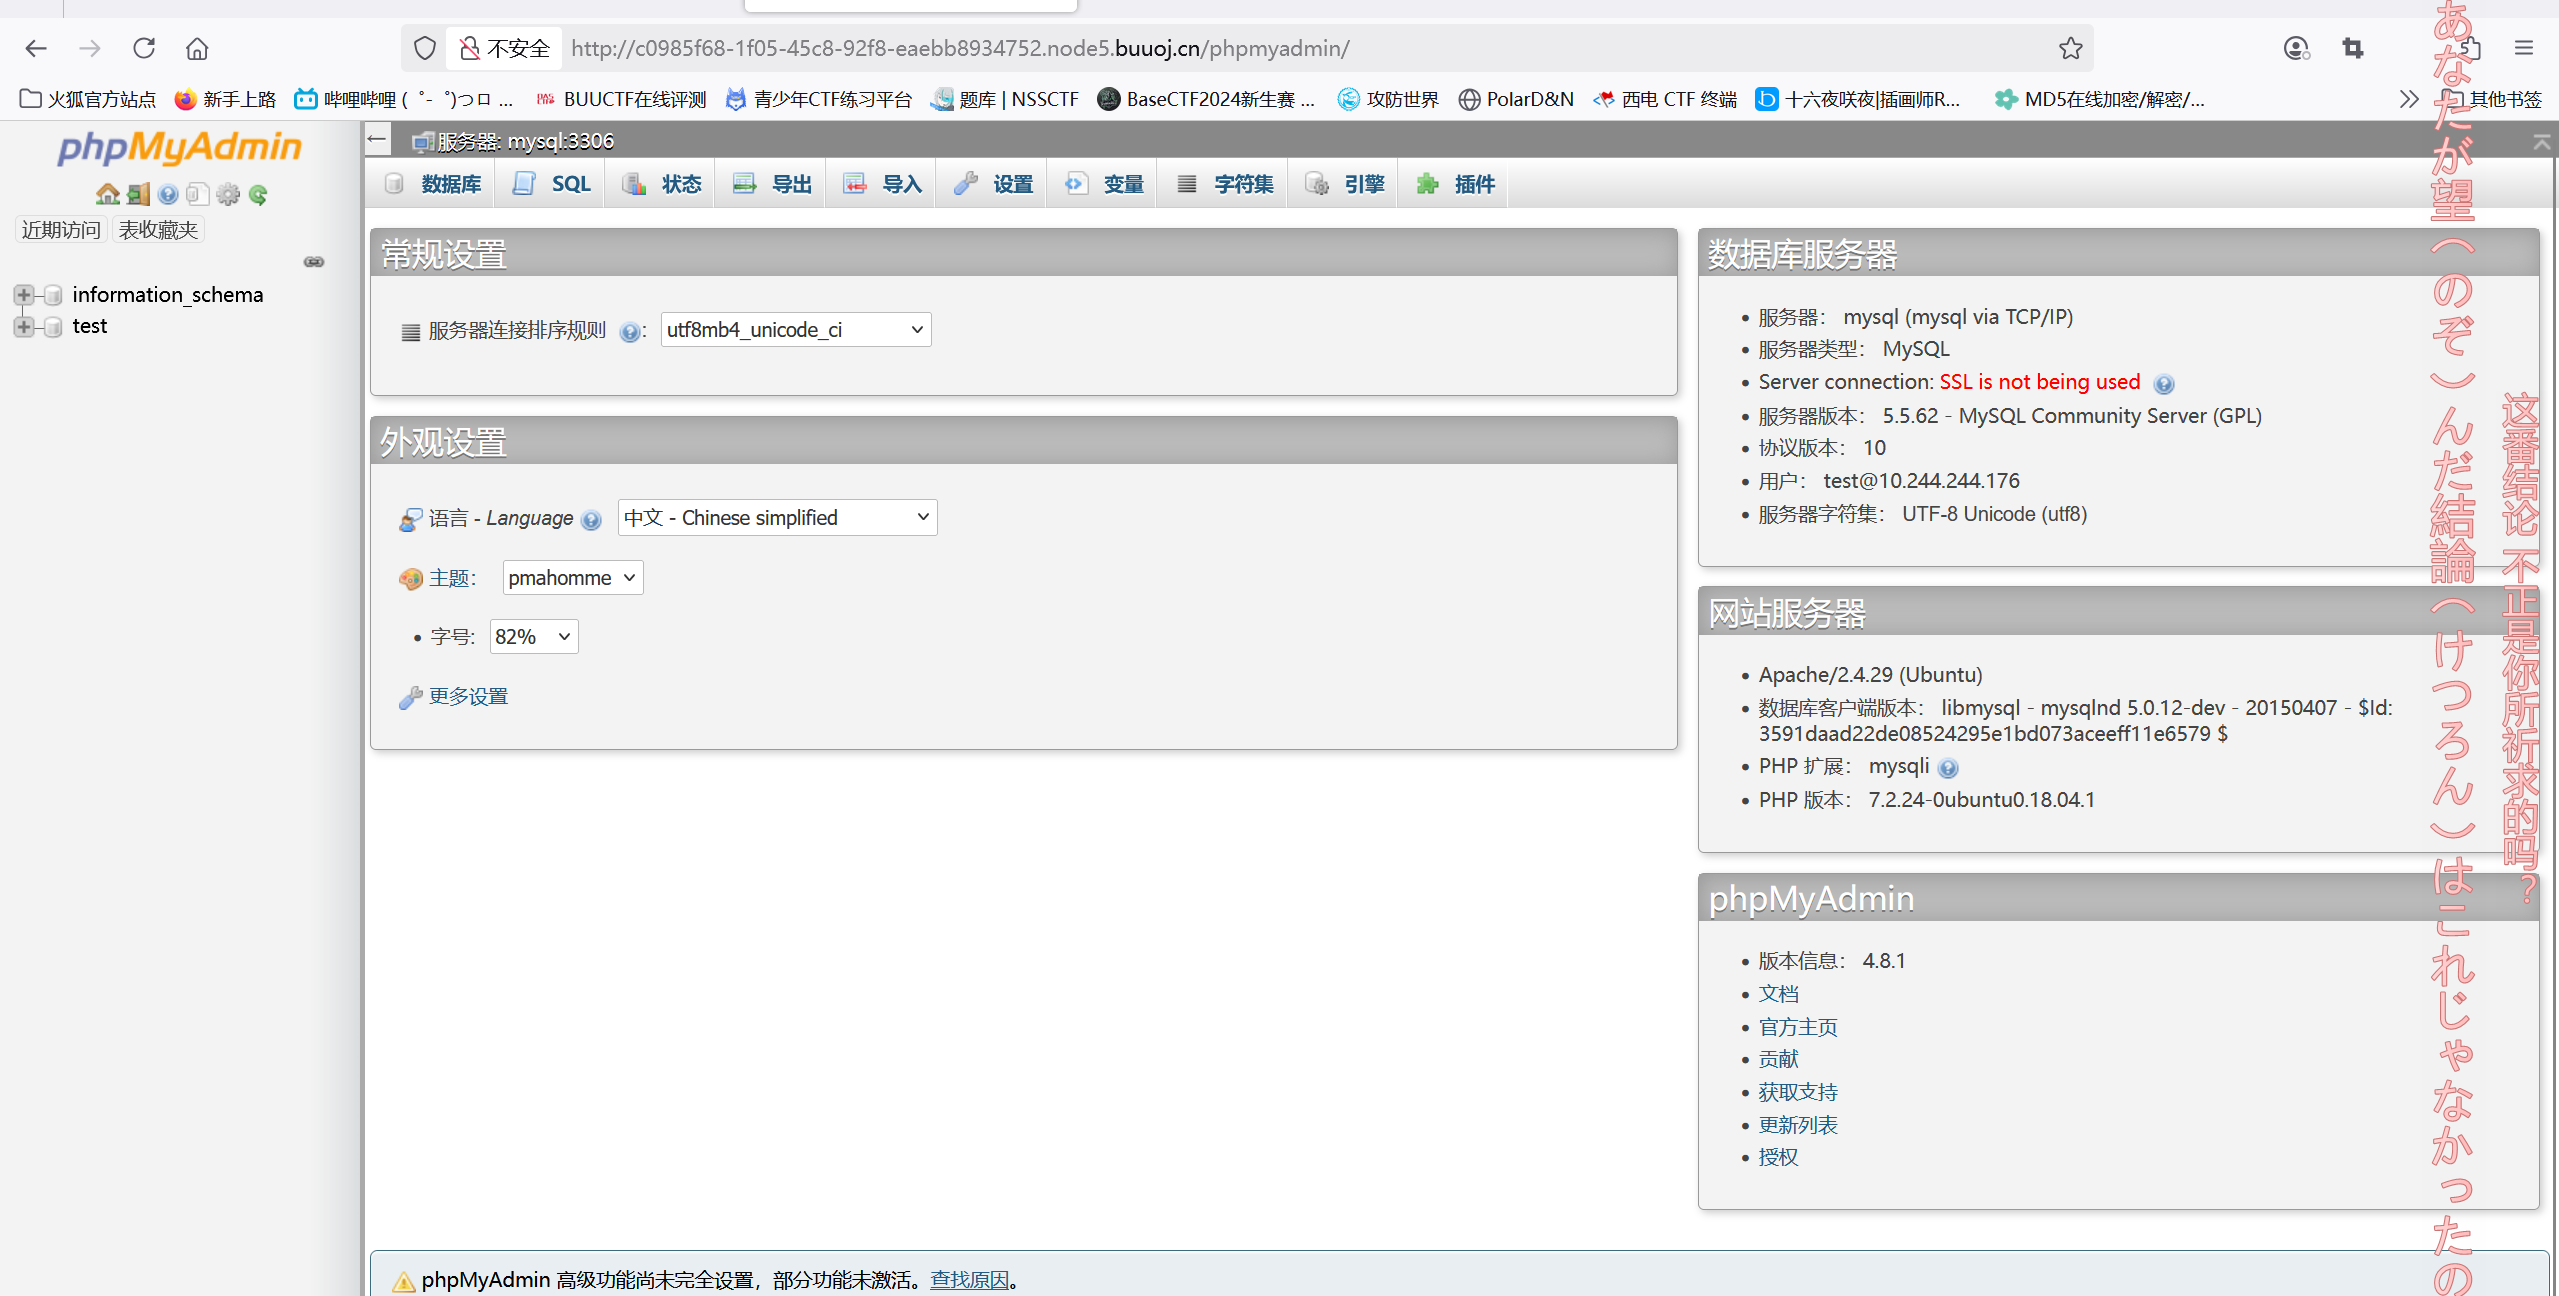 不安全 http://c0985f68-1f05-45c8-92f8-eaebb8934752.node5.buuoj.cn/phpmyadmin/
火狐官方站点 新手上路 哔哩哔哩 ( ゜- ゜)つロ ... BUUCTF在线评测 青少年CTF练习平台 题库 | NSSCTF BaseCTF2024新生赛 ... 攻防世界 PolarD&N 西电 CTF 终端 十六夜咲夜|插画师R... MD5在线加密/解密/... 其他书签
phpMyAdmin
近期访问 表收藏夹
information_schema
test
服务器: mysql:3306
数据库 SQL 状态 导出 导入 设置 变量 字符集 引擎 插件
常规设置
服务器连接排序规则 : utf8mb4_unicode_ci
外观设置
语言 - Language 中文 - Chinese simplified
主题: pmahomme
字号: 82%
更多设置
数据库服务器
服务器: mysql (mysql via TCP/IP)
服务器类型: MySQL
Server connection: SSL is not being used
服务器版本: 5.5.62 - MySQL Community Server (GPL)
协议版本: 10
用户: test@10.244.244.176
服务器字符集: UTF-8 Unicode (utf8)
网站服务器
Apache/2.4.29 (Ubuntu)
数据库客户端版本: libmysql - mysqlnd 5.0.12-dev - 20150407 - $Id:
3591daad22de08524295e1bd073aceeff11e6579 $
PHP 扩展: mysqli
PHP 版本: 7.2.24-0ubuntu0.18.04.1
phpMyAdmin
版本信息: 4.8.1
文档
官方主页
贡献
获取支持
更新列表
授权
phpMyAdmin 高级功能尚未完全设置，部分功能未激活。查找原因。
あなたが望（のぞ）んだ結論（けつろん）はこれじゃなかったの
这番结论 不正是你所祈求的吗？